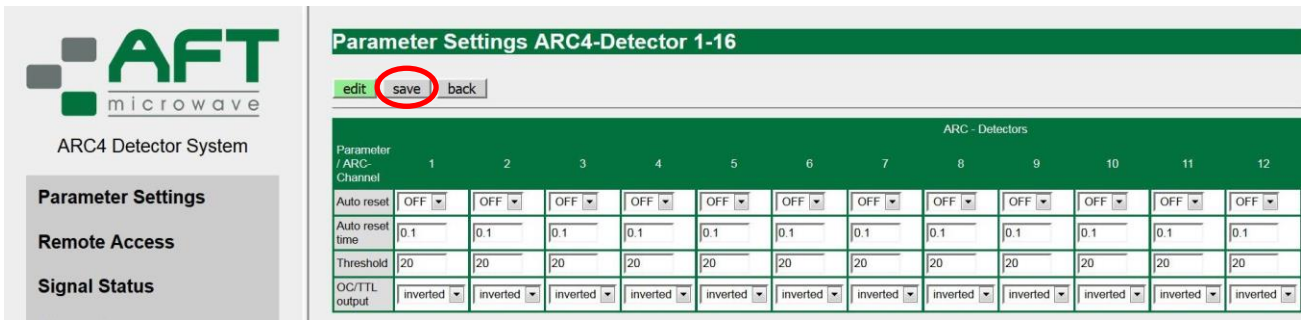 AFT
microwave
ARC4 Detector System
Parameter Settings
Remote Access
Signal Status
Parameter Settings ARC4-Detector 1-16
edit save back
ARC - Detectors
Parameter
/ ARC-
Channel
1 2 3 4 5 6 7 8 9 10 11 12
Auto reset OFF OFF OFF OFF OFF OFF OFF OFF OFF OFF OFF OFF
Auto reset
time
0.1 0.1 0.1 0.1 0.1 0.1 0.1 0.1 0.1 0.1 0.1 0.1
Threshold 20 20 20 20 20 20 20 20 20 20 20 20
OC/TTL
output
inverted inverted inverted inverted inverted inverted inverted inverted inverted inverted inverted inverted